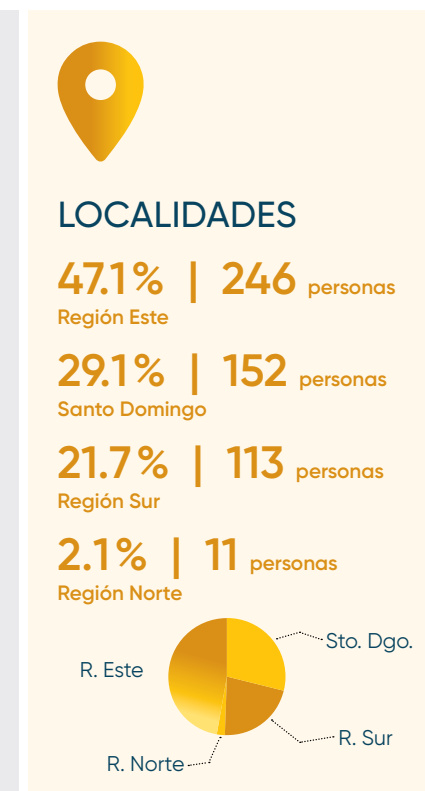 LOCALIDADES
47.1% | 246 personas
Región Este
29.1% | 152 personas
Santo Domingo
21.7% | 113 personas
Región Sur
2.1% | 11 personas
Región Norte
Sto. Dgo.
R. Este
R. Sur
R. Norte